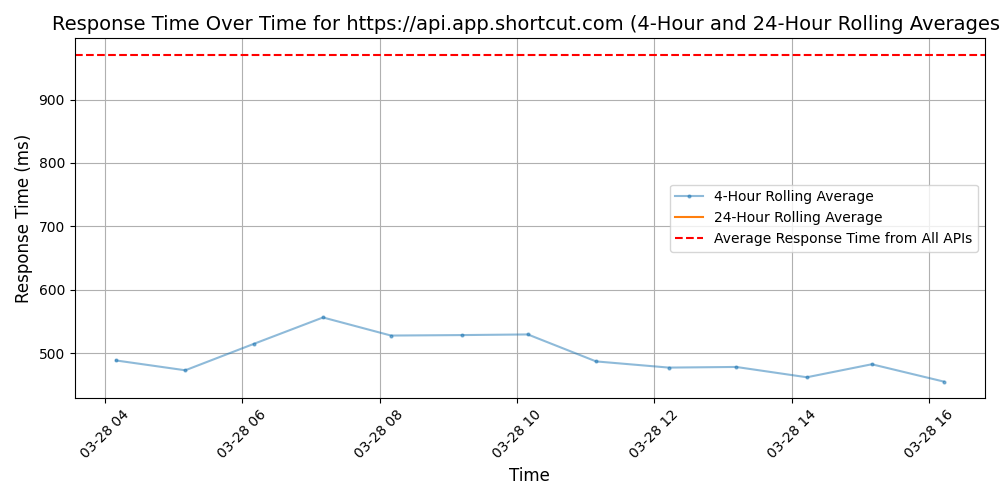 Response Time Over Time for https://api.app.shortcut.com (4-Hour and 24-Hour Rolling Averages
Response Time (ms)
900
800
700
600
500
4-Hour Rolling Average
24-Hour Rolling Average
Average Response Time from All APIs
03-28 04
03-28 06
03-28 08
03-28 10
03-28 12
03-28 14
03-28 16
Time